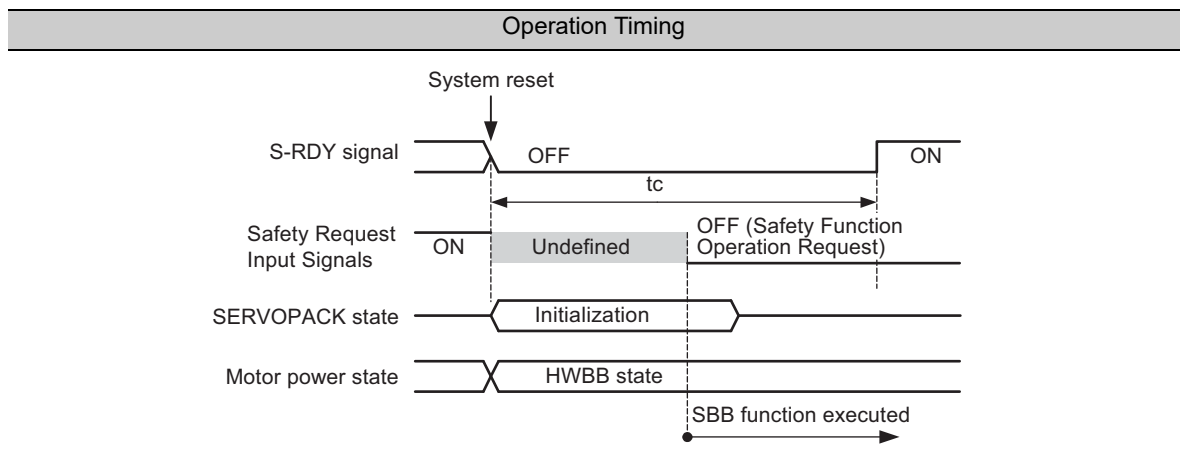 Operation Timing
System reset
S-RDY signal
OFF
ON
tc
Safety Request
Input Signals
ON
Undefined
OFF (Safety Function
Operation Request)
SERVOPACK state
Initialization
Motor power state
HWBB state
SBB function executed